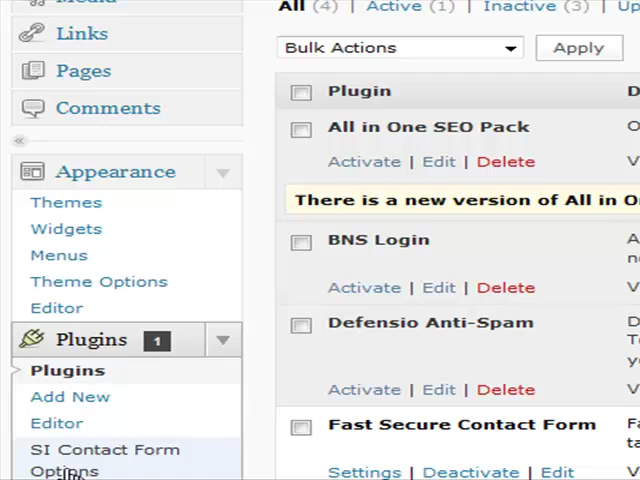 Media
Links
Pages
Comments
Appearance
Themes
Widgets
Menus
Theme Options
Editor
Plugins 1
Plugins
Add New
Editor
SI Contact Form
Options
All (4) | Active (1) | Inactive (3) | Up
Bulk Actions Apply
Plugin D
All in One SEO Pack O
Activate | Edit | Delete V
There is a new version of All in O
BNS Login A
n
Activate | Edit | Delete V
Defensio Anti-Spam D
T
y
Activate | Edit | Delete V
Fast Secure Contact Form Fa
ta
Settings | Deactivate | Edit V